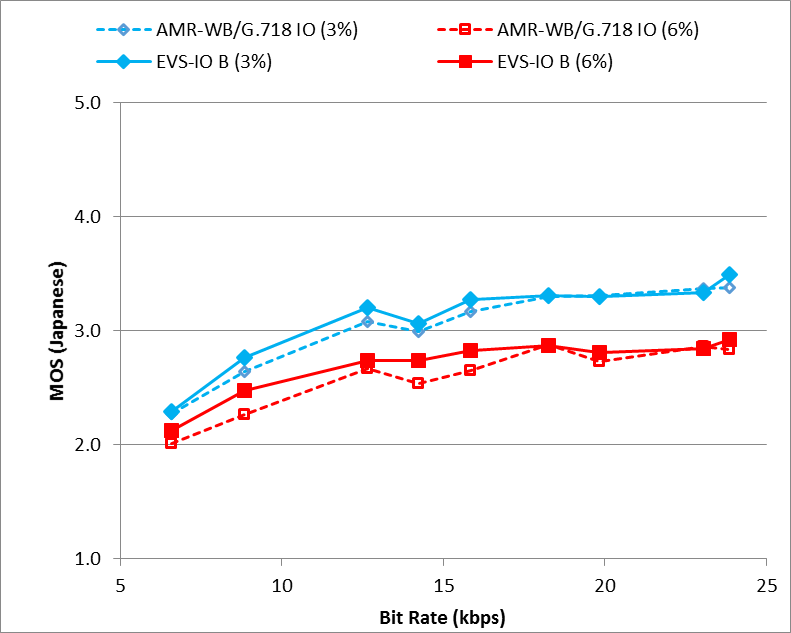 AMR-WB/G.718 IO (3%) AMR-WB/G.718 IO (6%)
EVS-IO B (3%) EVS-IO B (6%)
5.0
4.0
3.0
2.0
1.0
MOS (Japanese)
5 10 15 20 25
Bit Rate (kbps)